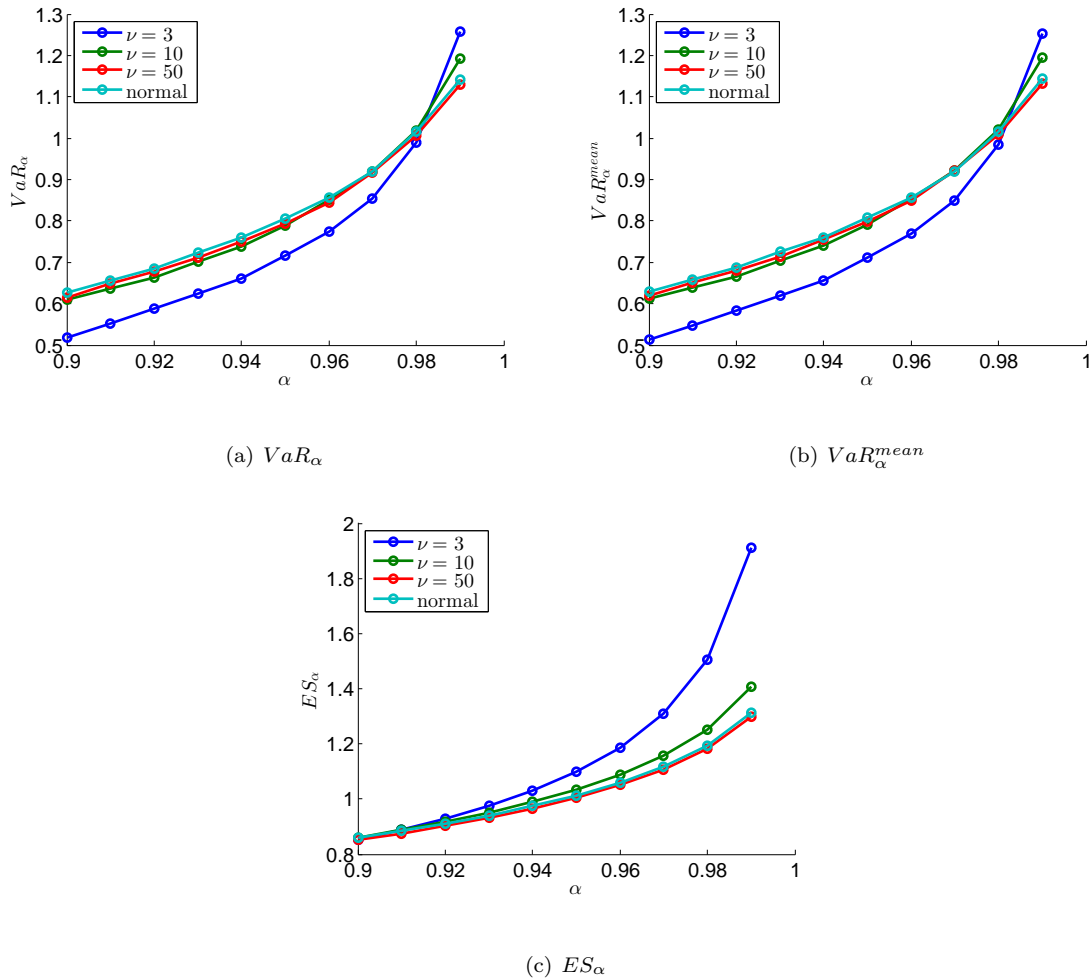 1.3
1.2
1.1
1
0.9
0.8
0.7
0.6
0.5
0.9
0.92
0.94
0.96
0.98
1
VaR_α
α
ν = 3
ν = 10
ν = 50
normal
(a) VaR_α
1.3
1.2
1.1
1
0.9
0.8
0.7
0.6
0.5
0.9
0.92
0.94
0.96
0.98
1
VaR_α^mean
α
ν = 3
ν = 10
ν = 50
normal
(b) VaR_α^mean
2
1.8
1.6
1.4
1.2
1
0.8
0.9
0.92
0.94
0.96
0.98
1
ES_α
α
ν = 3
ν = 10
ν = 50
normal
(c) ES_α